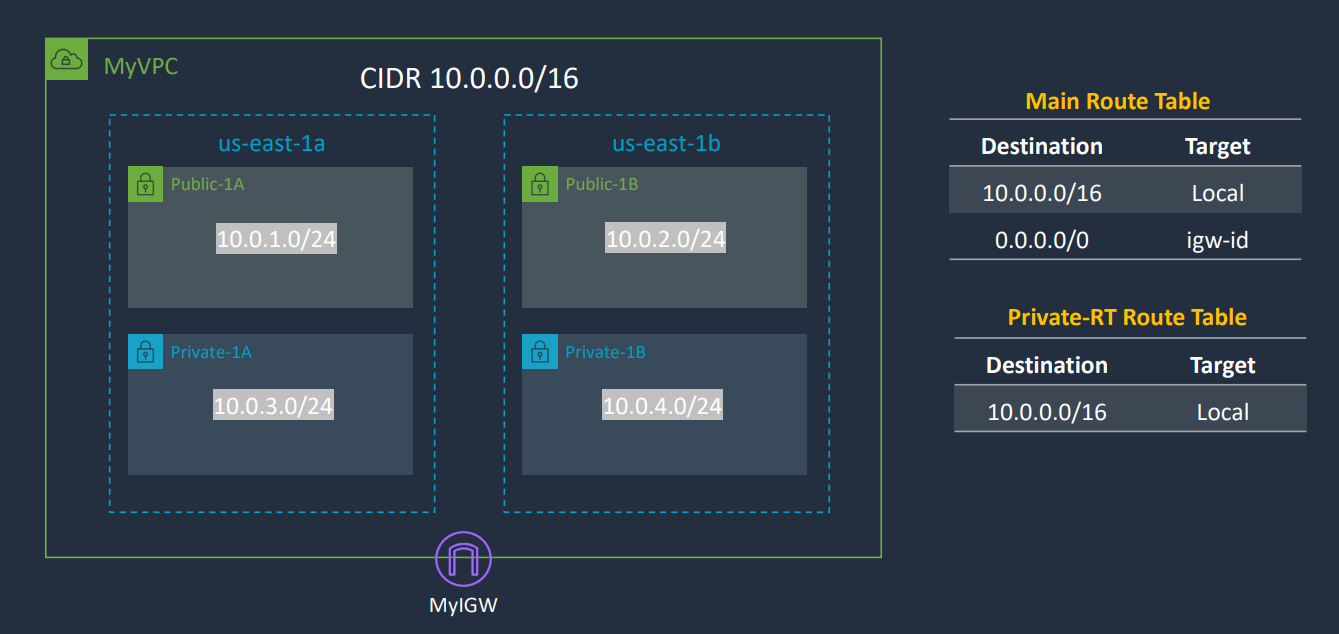 MyVPC
CIDR 10.0.0.0/16
us-east-1a
Public-1A
10.0.1.0/24
Private-1A
10.0.3.0/24
us-east-1b
Public-1B
10.0.2.0/24
Private-1B
10.0.4.0/24
MyIGW
Main Route Table
Destination Target
10.0.0.0/16 Local
0.0.0.0/0 igw-id
Private-RT Route Table
Destination Target
10.0.0.0/16 Local